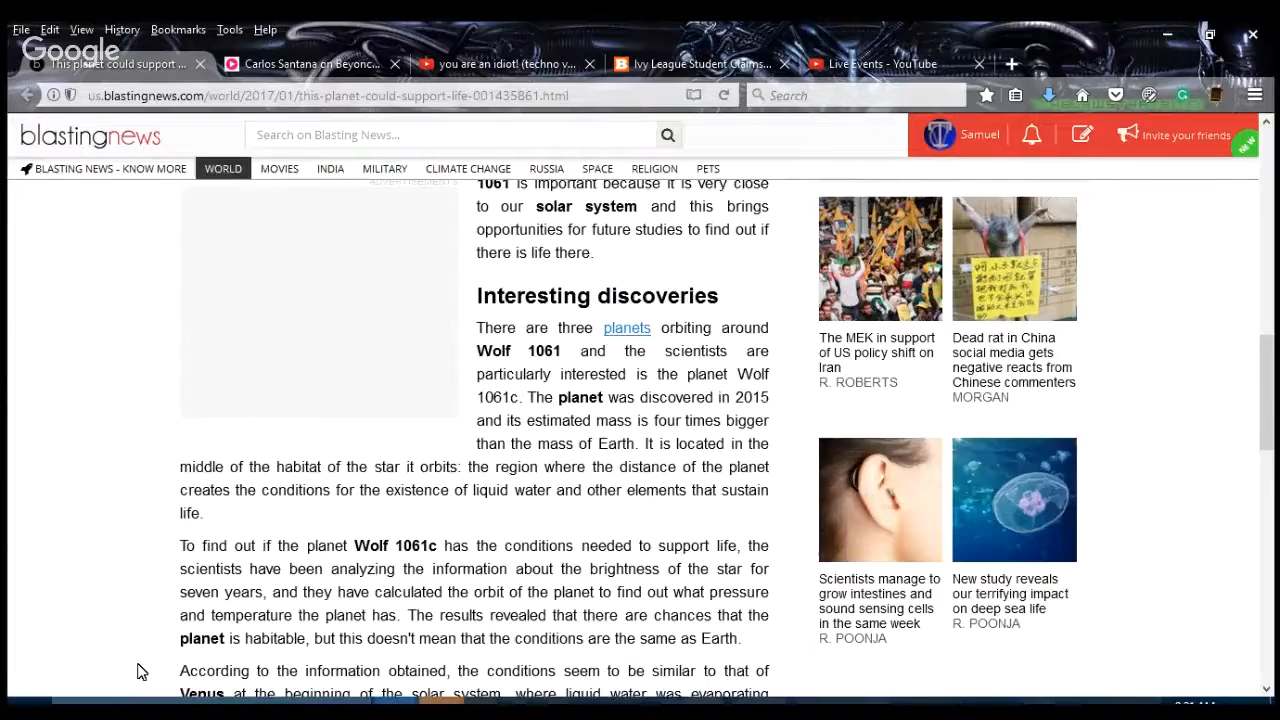 File Edit View History Bookmarks Tools Help
Google
This planet could support ... Carlos Santana on Beyonc... you are an idiot! (techno v... Ivy League Student Claims... Live Events - YouTube
us.blastingnews.com/world/2017/01/this-planet-could-support-life-001435861.html Search
blastingnews Search on Blasting News... Samuel Invite your friends NEW
BLASTING NEWS - KNOW MORE WORLD MOVIES INDIA MILITARY CLIMATE CHANGE RUSSIA SPACE RELIGION PETS
ADVERTISEMENTS
1061 is important because it is very close
to our solar system and this brings
opportunities for future studies to find out if
there is life there.
Interesting discoveries
There are three planets orbiting around
Wolf 1061 and the scientists are
particularly interested is the planet Wolf
1061c. The planet was discovered in 2015
and its estimated mass is four times bigger
than the mass of Earth. It is located in the
middle of the habitat of the star it orbits: the region where the distance of the planet
creates the conditions for the existence of liquid water and other elements that sustain
life.
To find out if the planet Wolf 1061c has the conditions needed to support life, the
scientists have been analyzing the information about the brightness of the star for
seven years, and they have calculated the orbit of the planet to find out what pressure
and temperature the planet has. The results revealed that there are chances that the
planet is habitable, but this doesn't mean that the conditions are the same as Earth.
According to the information obtained, the conditions seem to be similar to that of
Venus at the beginning of the solar system, where liquid water was evaporating
The MEK in support
of US policy shift on
Iran
R. ROBERTS
Dead rat in China
social media gets
negative reacts from
Chinese commenters
MORGAN
Scientists manage to
grow intestines and
sound sensing cells
in the same week
R. POONJA
New study reveals
our terrifying impact
on deep sea life
R. POONJA